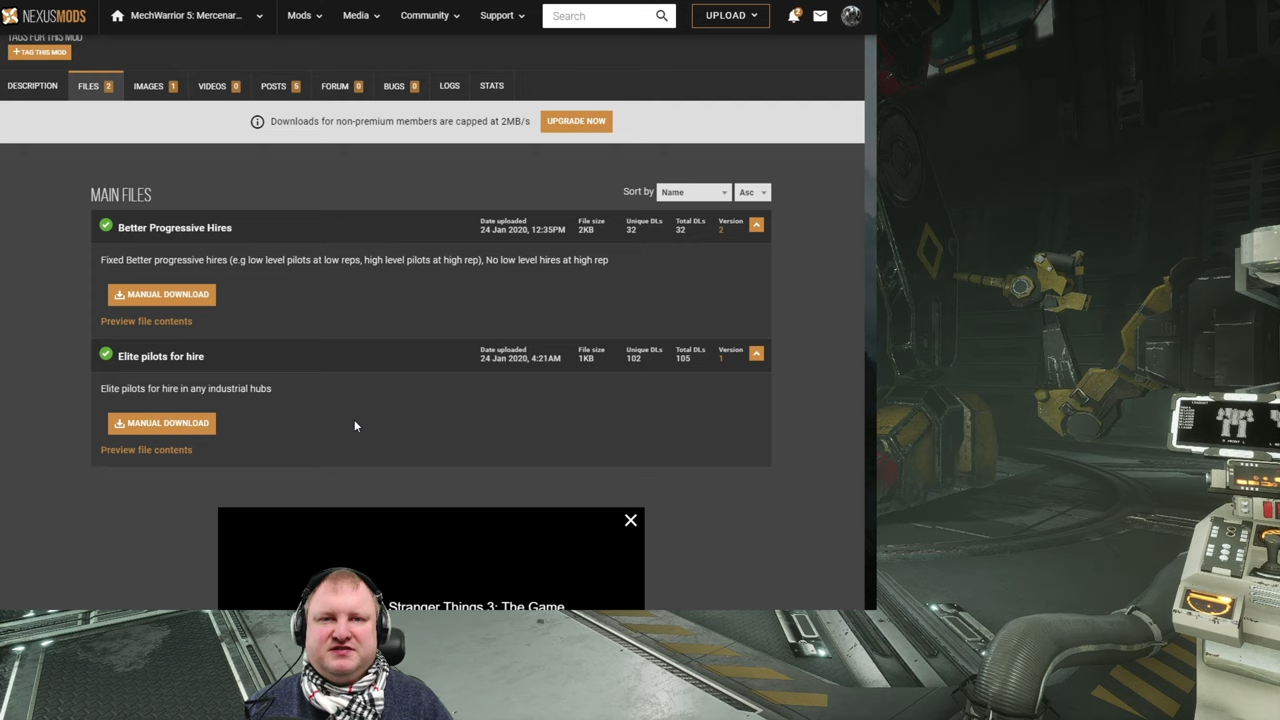 NEXUSMODS
MechWarrior 5: Mercenar...
Mods
Media
Community
Support
Search
UPLOAD
2
TAGS FOR THIS MOD
+ TAG THIS MOD
DESCRIPTION
FILES 2
IMAGES 1
VIDEOS 0
POSTS 5
FORUM 0
BUGS 0
LOGS
STATS
Downloads for non-premium members are capped at 2MB/s
UPGRADE NOW
MAIN FILES
Sort by
Name
Asc
Better Progressive Hires
Date uploaded
24 Jan 2020, 12:35PM
File size
2KB
Unique DLs
32
Total DLs
32
Version
2
Fixed Better progressive hires (e.g low level pilots at low reps, high level pilots at high rep), No low level hires at high rep
MANUAL DOWNLOAD
Preview file contents
Elite pilots for hire
Date uploaded
24 Jan 2020, 4:21AM
File size
1KB
Unique DLs
102
Total DLs
105
Version
1
Elite pilots for hire in any industrial hubs
MANUAL DOWNLOAD
Preview file contents
Stranger Things 3: The Game